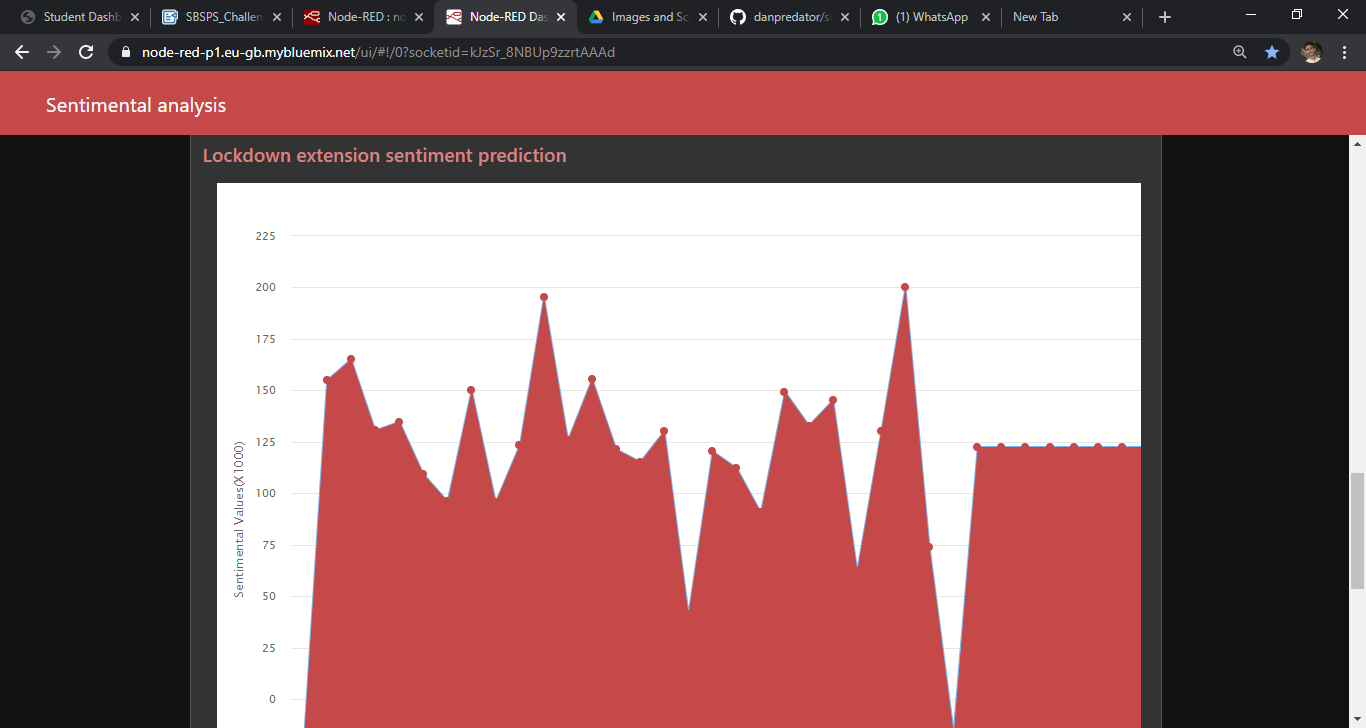 Student Dashb
SBSPS_Challen
Node-RED : no
Node-RED Das
Images and Sc
danpredator/s
1
(1) WhatsApp
New Tab
node-red-p1.eu-gb.mybluemix.net/ui/#!/0?socketid=kJzSr_8NBUp9zzrtAAAd
Sentimental analysis
Lockdown extension sentiment prediction
225
200
175
150
125
100
75
50
25
0
Sentimental Values(X1000)